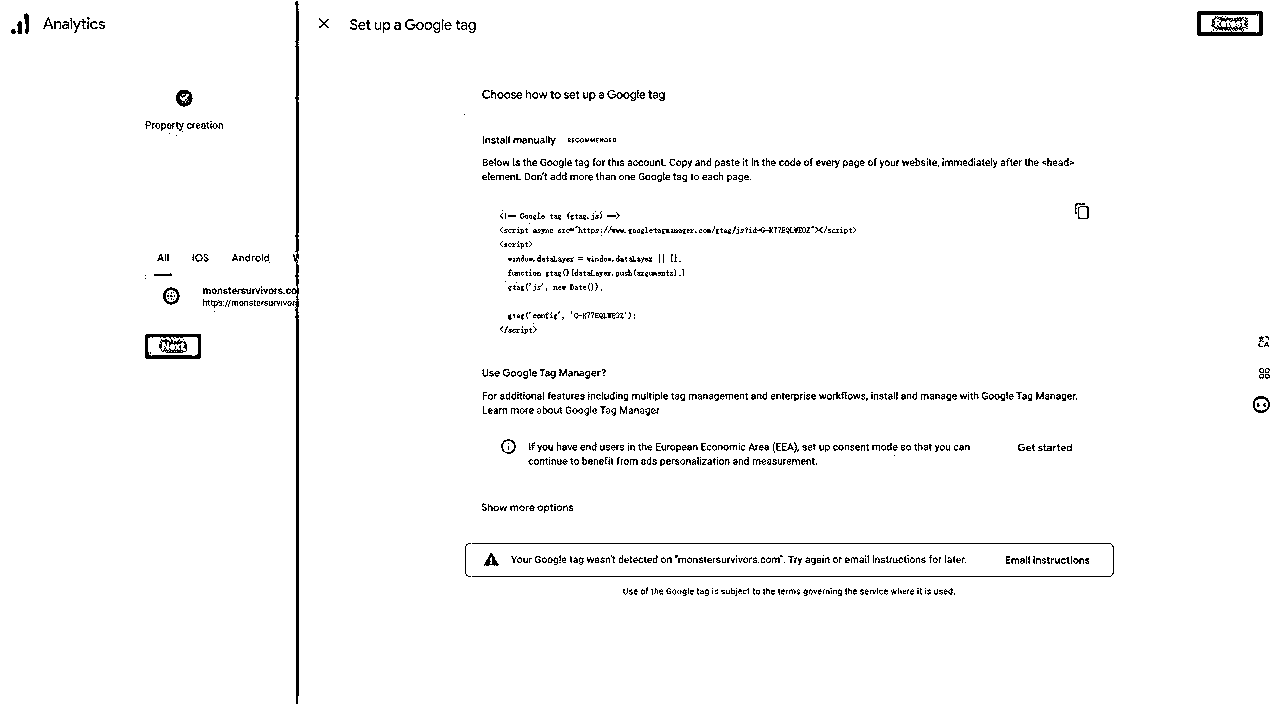 Analytics
Set up a Google tag
Property creation
All iOS Android
monstersurvivors.co
https://monstersurvivor
Next
Choose how to set up a Google tag
Install manually RECOMMENDED
Below is the Google tag for this account. Copy and paste it in the code of every page of your website, immediately after the <head>
element. Don't add more than one Google tag to each page.
<!-- Google tag (gtag.js) -->
<script async src="https://www.googletagmanager.com/gtag/js?id=G-K77EQLWE0Z"></script>
<script>
window.dataLayer = window.dataLayer || [];
function gtag(){dataLayer.push(arguments);}
gtag('js', new Date());
gtag('config', 'G-K77EQLWE0Z');
</script>
Use Google Tag Manager?
For additional features including multiple tag management and enterprise workflows, install and manage with Google Tag Manager.
Learn more about Google Tag Manager
If you have end users in the European Economic Area (EEA), set up consent mode so that you can
continue to benefit from ads personalization and measurement.
Get started
Show more options
Your Google tag wasn't detected on "monstersurvivors.com". Try again or email instructions for later.
Email instructions
Use of the Google tag is subject to the terms governing the service where it is used.